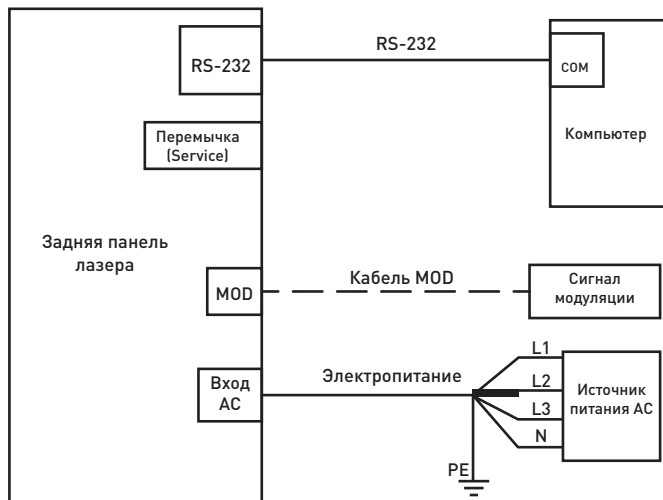 RS-232
RS-232
COM
Компьютер
Перемычка
(Service)
Задняя панель
лазера
MOD
Кабель MOD
Сигнал
модуляции
Вход
AC
Электропитание
L1
L2
L3
N
Источник
питания AC
PE